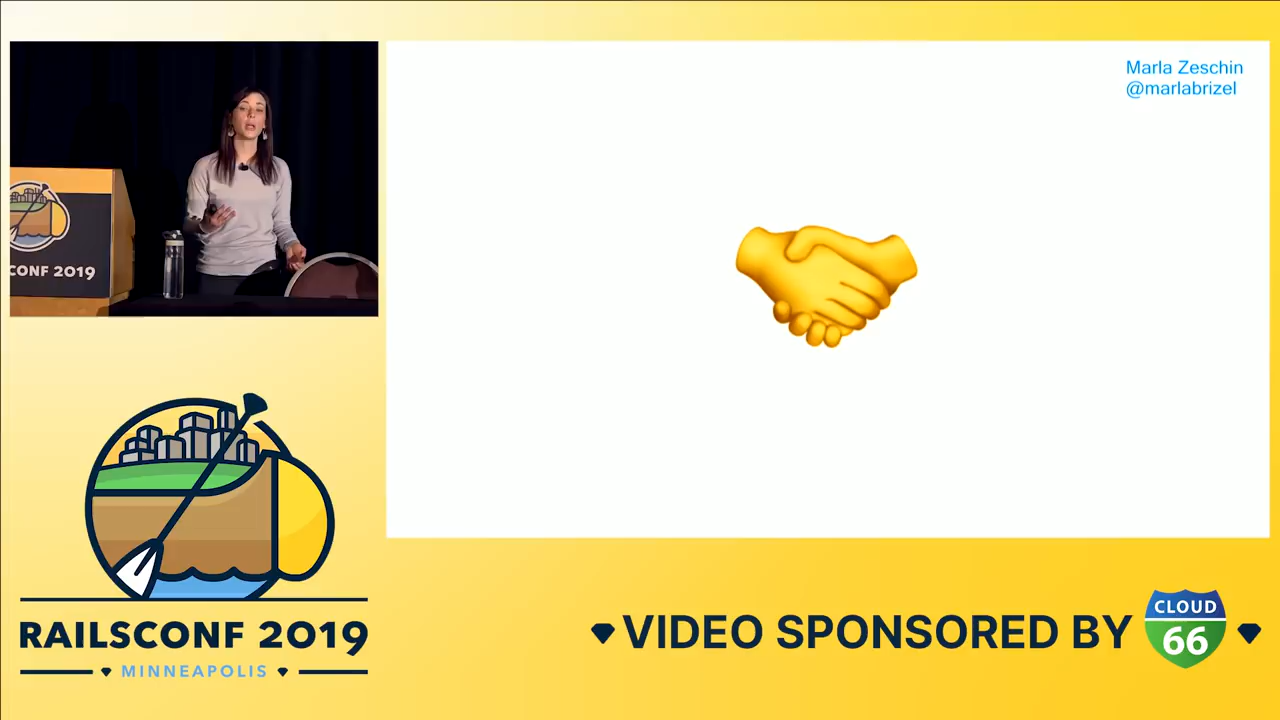 Marla Zeschin
@marlabrizel
CONF 2019
RAILSCONF 2019
MINNEAPOLIS
VIDEO SPONSORED BY
CLOUD
66